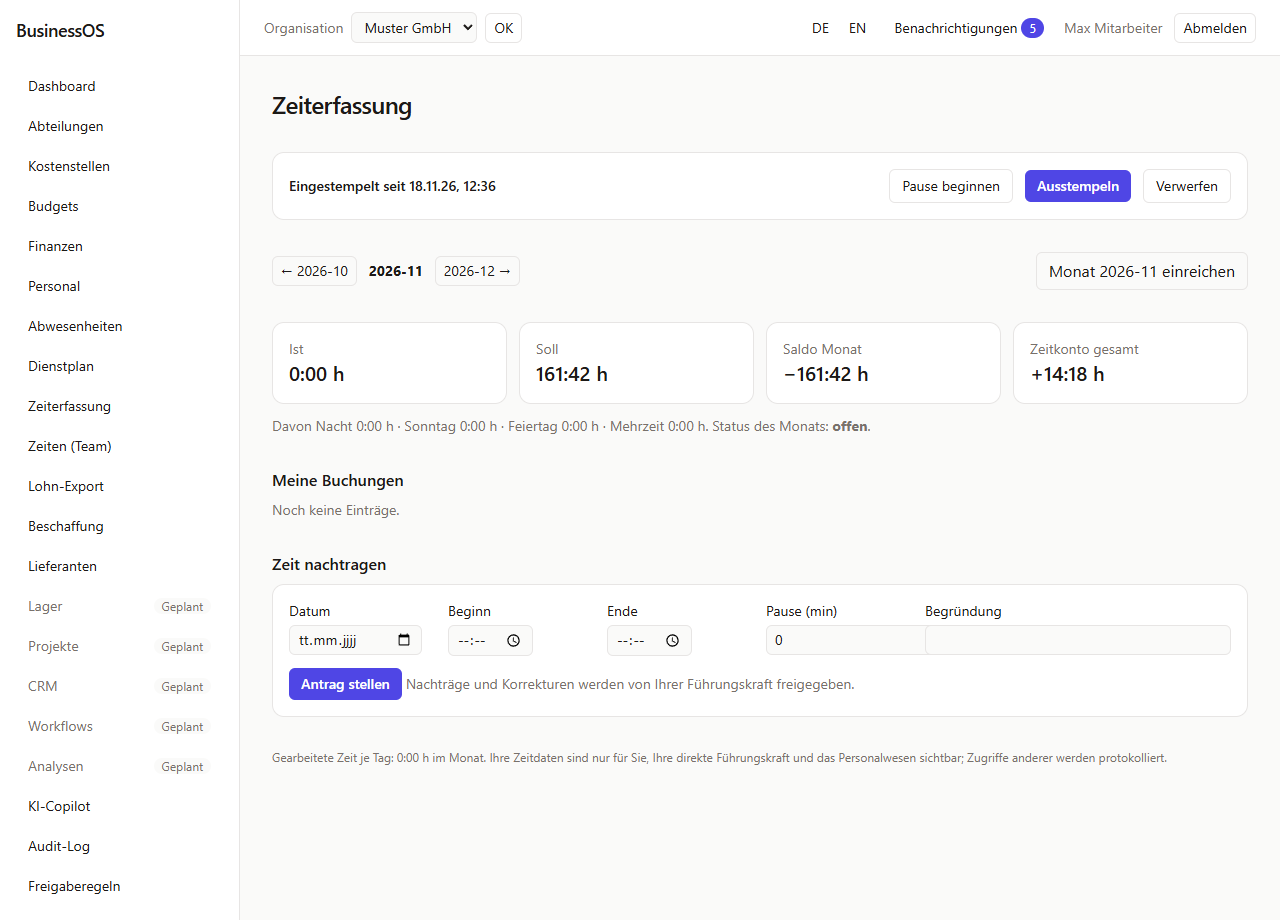 BusinessOS
Organisation Muster GmbH OK DE EN Benachrichtigungen 5 Max Mitarbeiter Abmelden
Dashboard
Abteilungen
Kostenstellen
Budgets
Finanzen
Personal
Abwesenheiten
Dienstplan
Zeiterfassung
Zeiten (Team)
Lohn-Export
Beschaffung
Lieferanten
Lager Geplant
Projekte Geplant
CRM Geplant
Workflows Geplant
Analysen Geplant
KI-Copilot
Audit-Log
Freigaberegeln
Zeiterfassung
Eingestempelt seit 18.11.26, 12:36 Pause beginnen Ausstempeln Verwerfen
← 2026-10 2026-11 2026-12 → Monat 2026-11 einreichen
Ist Soll Saldo Monat Zeitkonto gesamt
0:00 h 161:42 h −161:42 h +14:18 h
Davon Nacht 0:00 h · Sonntag 0:00 h · Feiertag 0:00 h · Mehrzeit 0:00 h. Status des Monats: offen.
Meine Buchungen
Noch keine Einträge.
Zeit nachtragen
Datum Beginn Ende Pause (min) Begründung
tt.mm.jjjj --:-- --:-- 0
Antrag stellen Nachträge und Korrekturen werden von Ihrer Führungskraft freigegeben.
Gearbeitete Zeit je Tag: 0:00 h im Monat. Ihre Zeitdaten sind nur für Sie, Ihre direkte Führungskraft und das Personalwesen sichtbar; Zugriffe anderer werden protokolliert.